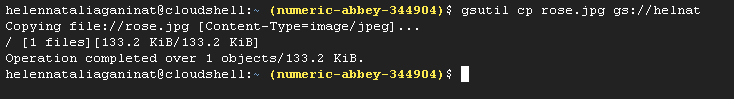 helennataliaganinat@cloudshell:~ (numeric-abbey-344904)$ gsutil cp rose.jpg gs://helnat
Copying file://rose.jpg [Content-Type=image/jpeg]...
/ [1 files][133.2 KiB/133.2 KiB]
Operation completed over 1 objects/133.2 KiB.
helennataliaganinat@cloudshell:~ (numeric-abbey-344904)$